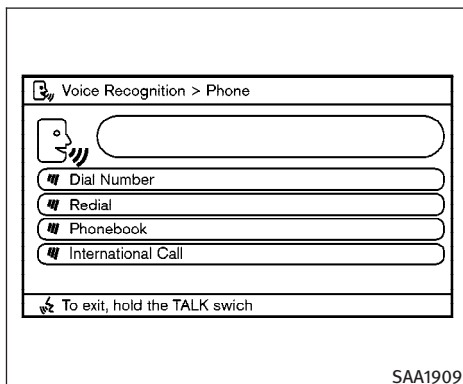 Voice Recognition > Phone
Dial Number
Redial
Phonebook
International Call
To exit, hold the TALK swich
SAA1909